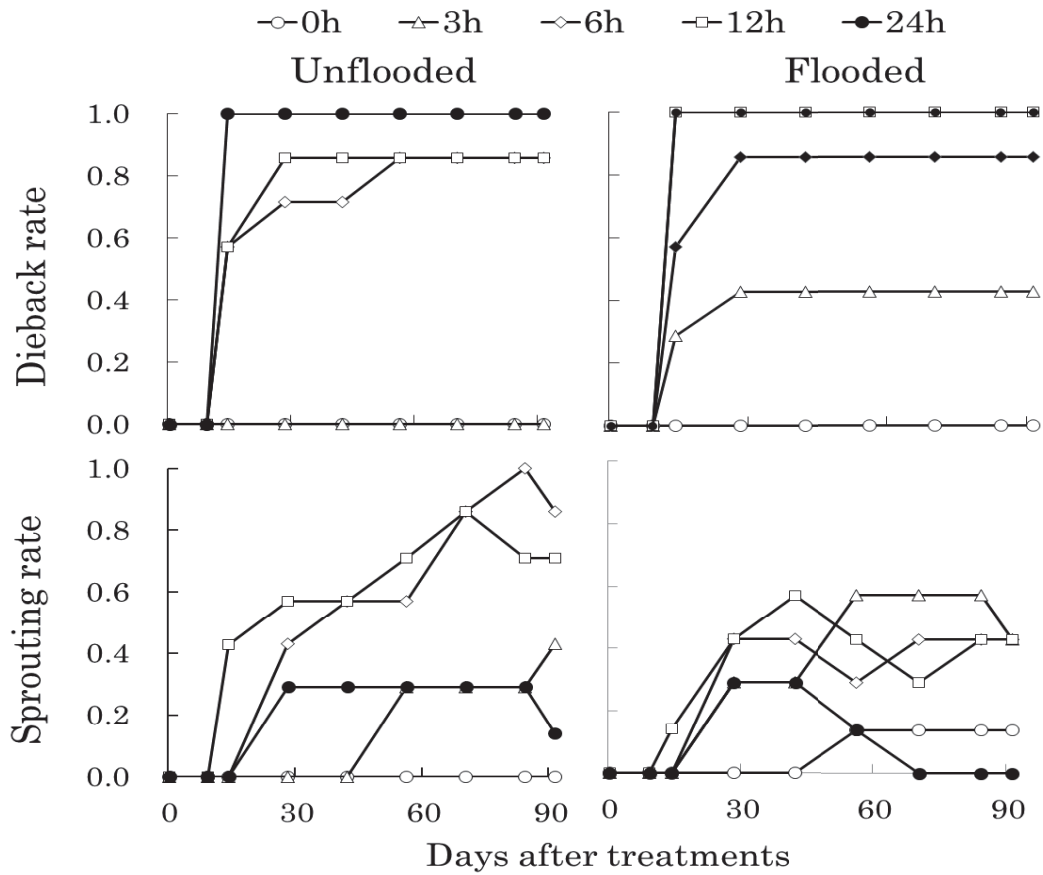 0h 3h 6h 12h 24h
Unflooded Flooded
Dieback rate
1.0
0.8
0.6
0.4
0.2
0.0
Sprouting rate
1.0
0.8
0.6
0.4
0.2
0.0
0 30 60 90 0 30 60 90
Days after treatments